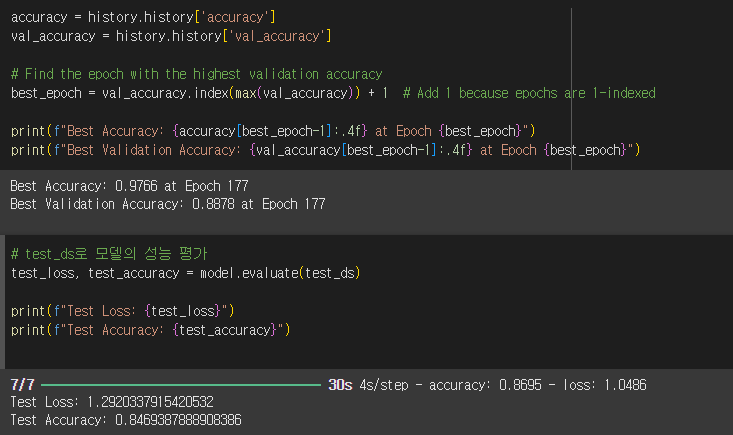 accuracy = history.history['accuracy']
val_accuracy = history.history['val_accuracy']
# Find the epoch with the highest validation accuracy
best_epoch = val_accuracy.index(max(val_accuracy)) + 1  # Add 1 because epochs are 1-indexed
print(f"Best Accuracy: {accuracy[best_epoch-1]:.4f} at Epoch {best_epoch}")
print(f"Best Validation Accuracy: {val_accuracy[best_epoch-1]:.4f} at Epoch {best_epoch}")
Best Accuracy: 0.9766 at Epoch 177
Best Validation Accuracy: 0.8878 at Epoch 177
# test_ds로 모델의 성능 평가
test_loss, test_accuracy = model.evaluate(test_ds)
print(f"Test Loss: {test_loss}")
print(f"Test Accuracy: {test_accuracy}")
7/7 ━━━━━━━━━━━━━━━━━━━━ 30s 4s/step - accuracy: 0.8695 - loss: 1.0486
Test Loss: 1.2920337915420532
Test Accuracy: 0.8469387888908386